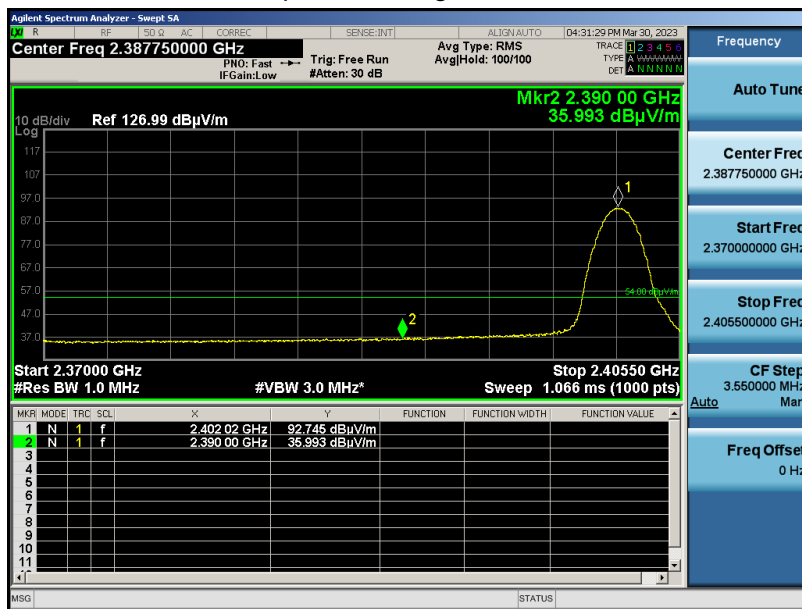 Agilent Spectrum Analyzer - Swept SA
LXI R RF 50 Ω AC CORREC SENSE:INT ALIGN AUTO 04:31:29 PM Mar 30, 2023
Center Freq 2.387750000 GHz
PNO: Fast
IFGain:Low
Trig: Free Run
#Atten: 30 dB
Avg Type: RMS
Avg|Hold: 100/100
TRACE 1 2 3 4 5 6
TYPE A WWWWW
DET A N N N N N
Mkr2 2.390 00 GHz
35.993 dBµV/m
10 dB/div Ref 126.99 dBµV/m
Log
117
107
97.0
87.0
77.0
67.0
57.0
47.0
37.0
1
2
54.00 dBµV/m
Start 2.37000 GHz Stop 2.40550 GHz
#Res BW 1.0 MHz #VBW 3.0 MHz* Sweep 1.066 ms (1000 pts)
MKR MODE TRC SCL X Y FUNCTION FUNCTION WIDTH FUNCTION VALUE
1 N 1 f 2.402 02 GHz 92.745 dBµV/m
2 N 1 f 2.390 00 GHz 35.993 dBµV/m
3
4
5
6
7
8
9
10
11
MSG STATUS
Frequency
Auto Tune
Center Freq
2.387750000 GHz
Start Freq
2.370000000 GHz
Stop Freq
2.405500000 GHz
CF Step
3.550000 MHz
Auto Man
Freq Offset
0 Hz